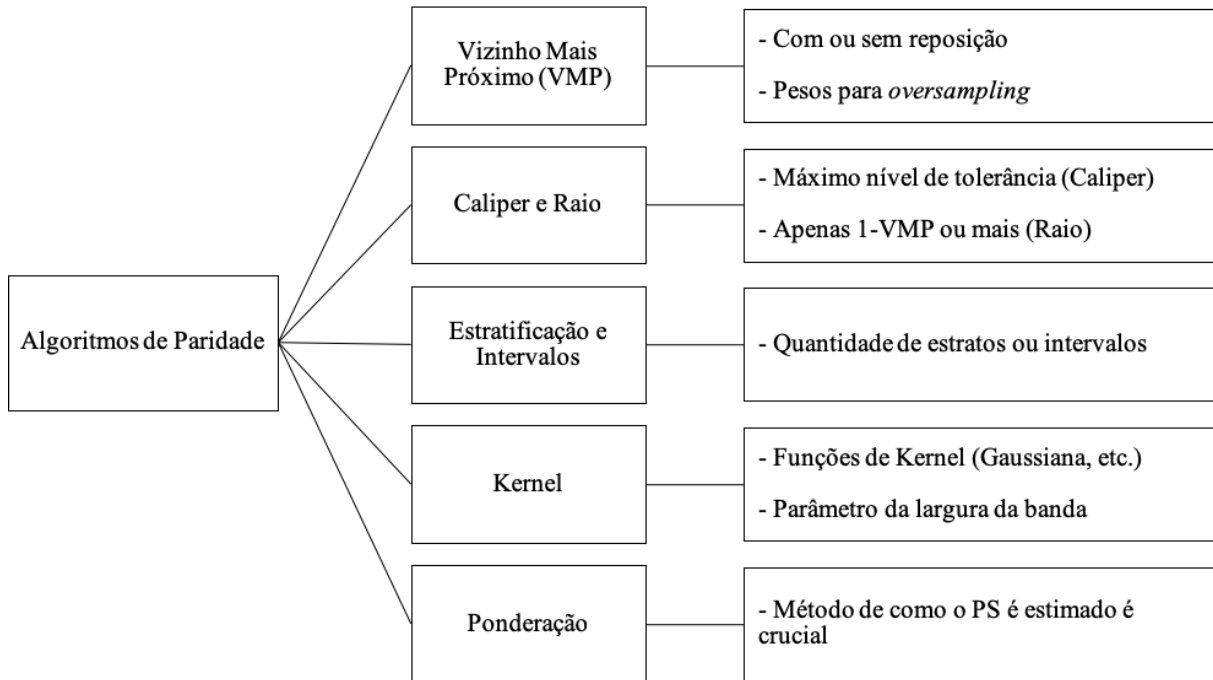 Vizinho Mais
Próximo (VMP)
- Com ou sem reposição
- Pesos para oversampling
Caliper e Raio
- Máximo nível de tolerância (Caliper)
- Apenas 1-VMP ou mais (Raio)
Algoritmos de Paridade
Estratificação e
Intervalos
- Quantidade de estratos ou intervalos
Kernel
- Funções de Kernel (Gaussiana, etc.)
- Parâmetro da largura da banda
Ponderação
- Método de como o PS é estimado é
crucial